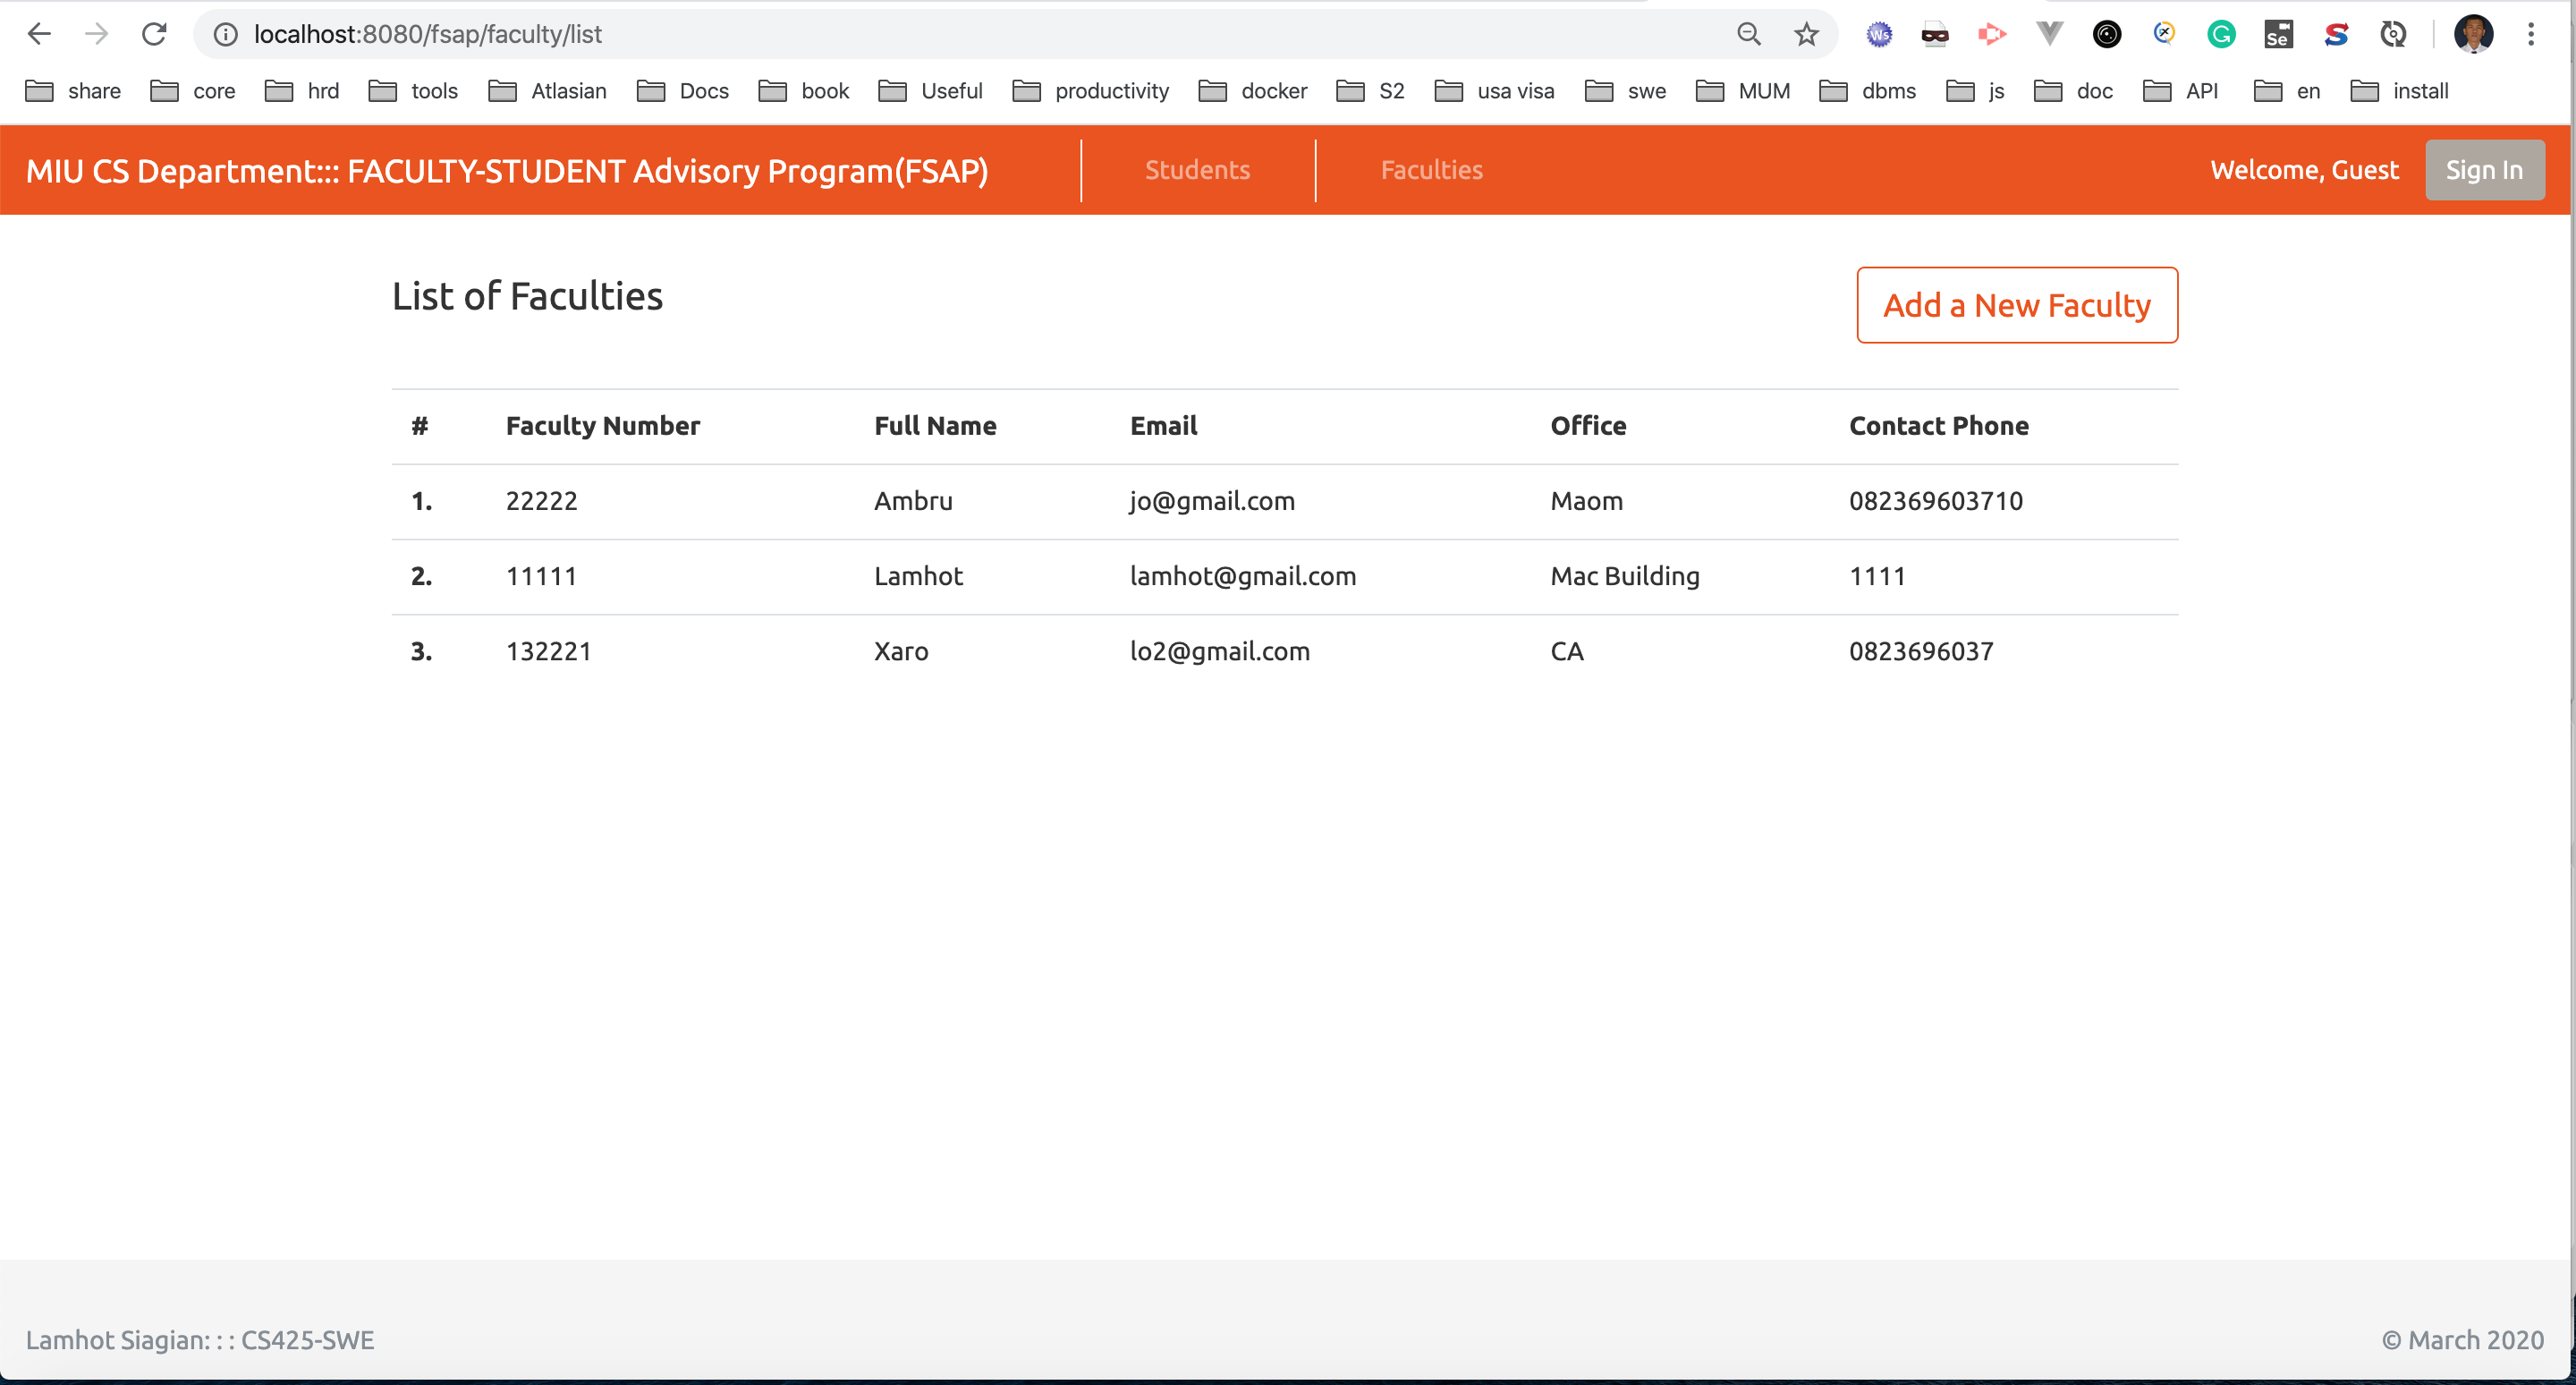 localhost:8080/fsap/faculty/list
Ws
G
Se
S
share core hrd tools Atlasian Docs book Useful productivity docker S2 usa visa swe MUM dbms js doc API en install
MIU CS Department::: FACULTY-STUDENT Advisory Program(FSAP) Students Faculties Welcome, Guest Sign In
List of Faculties Add a New Faculty
# Faculty Number Full Name Email Office Contact Phone
1. 22222 Ambru jo@gmail.com Maom 082369603710
2. 11111 Lamhot lamhot@gmail.com Mac Building 1111
3. 132221 Xaro lo2@gmail.com CA 0823696037
Lamhot Siagian: : : CS425-SWE © March 2020